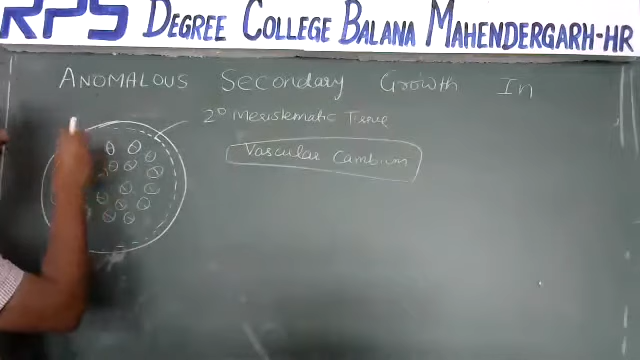 RPS DEGREE COLLEGE BALANA MAHENDERGARH-HR
ANOMALOUS Secondary Growth In
2° Meristematic Tissue
Vascular Cambium